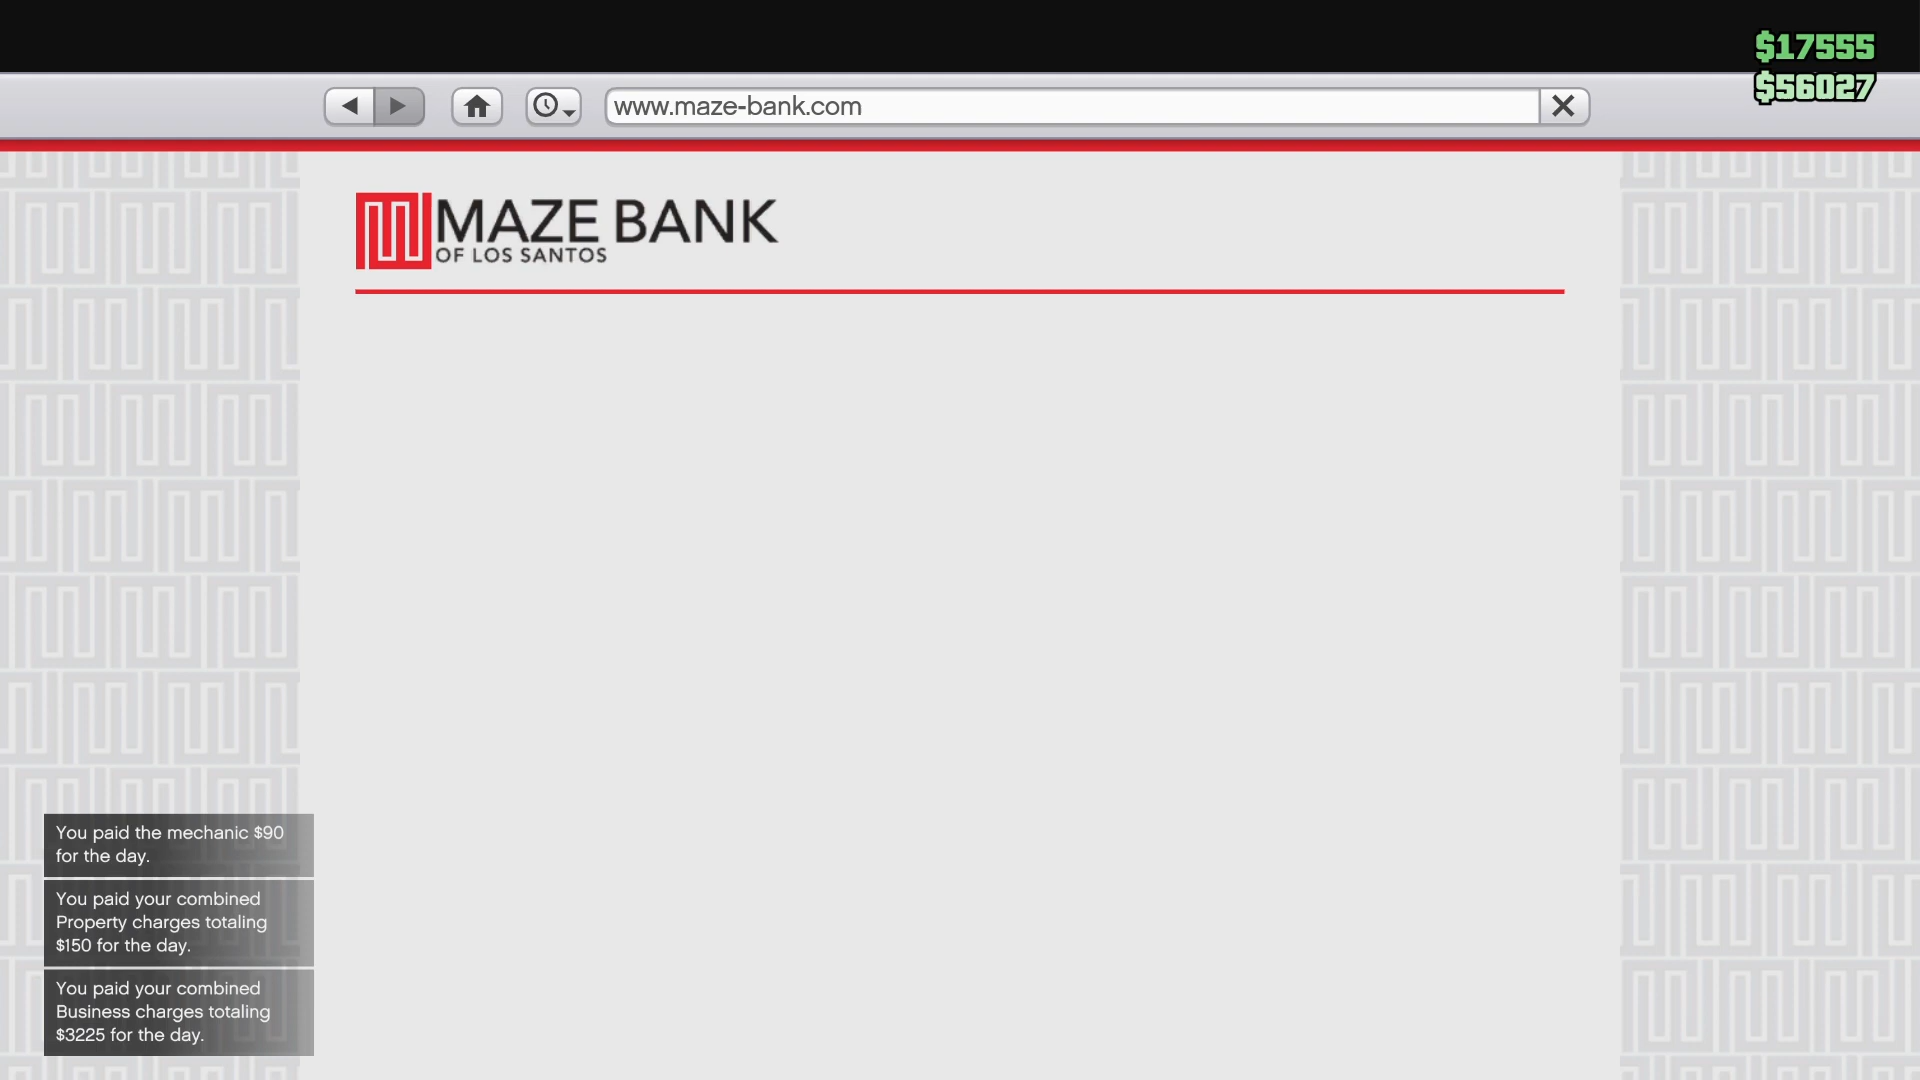 $17555
$56027
www.maze-bank.com
MAZE BANK
OF LOS SANTOS
You paid the mechanic $90
for the day.
You paid your combined
Property charges totaling
$150 for the day.
You paid your combined
Business charges totaling
$3225 for the day.